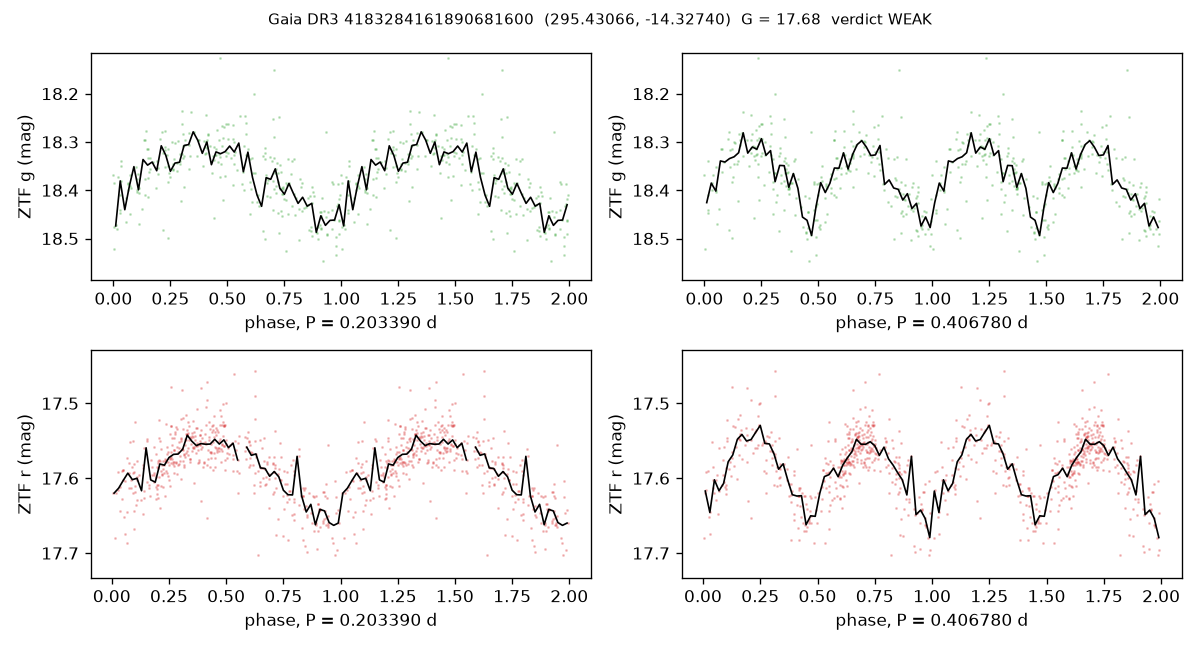 Gaia DR3 4183284161890681600  (295.43066, -14.32740)  G = 17.68  verdict WEAK
ZTF g (mag)
18.2
18.3
18.4
18.5
0.00 0.25 0.50 0.75 1.00 1.25 1.50 1.75 2.00
phase, P = 0.203390 d
ZTF g (mag)
18.2
18.3
18.4
18.5
0.00 0.25 0.50 0.75 1.00 1.25 1.50 1.75 2.00
phase, P = 0.406780 d
ZTF r (mag)
17.5
17.6
17.7
0.00 0.25 0.50 0.75 1.00 1.25 1.50 1.75 2.00
phase, P = 0.203390 d
ZTF r (mag)
17.5
17.6
17.7
0.00 0.25 0.50 0.75 1.00 1.25 1.50 1.75 2.00
phase, P = 0.406780 d